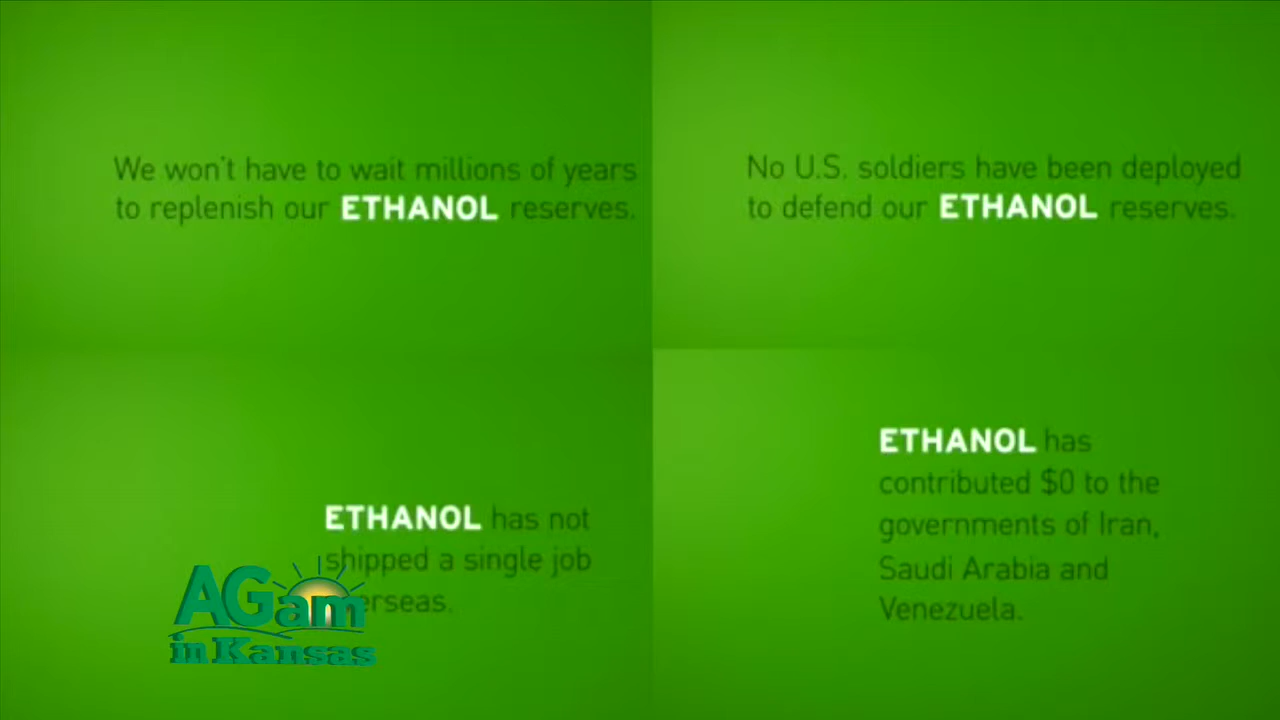 We won't have to wait millions of years
to replenish our ETHANOL reserves.
No U.S. soldiers have been deployed
to defend our ETHANOL reserves.
ETHANOL has not
shipped a single job
erseas.
ETHANOL has
contributed $0 to the
governments of Iran,
Saudi Arabia and
Venezuela.
AGam
in Kansas